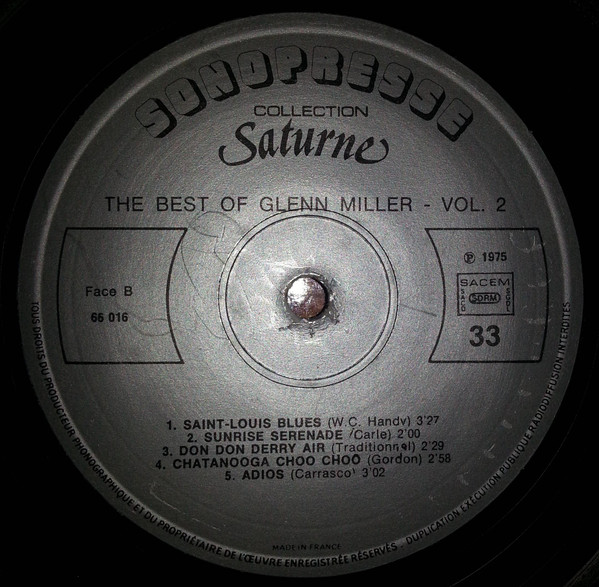 SONOPRESSE
COLLECTION
Saturne
THE BEST OF GLENN MILLER - VOL. 2
Face B
66 016
℗ 1975
SACEM
SACD SDRM SGDL
33
1. SAINT-LOUIS BLUES (W.C. Handy) 3'27
2. SUNRISE SERENADE (Carle) 2'00
3. DON DON DERRY AIR (Traditionnel) 2'29
4. CHATANOOGA CHOO CHOO (Gordon) 2'58
5. ADIOS (Carrasco) 3'02
MADE IN FRANCE
TOUS DROITS DU PRODUCTEUR PHONOGRAPHIQUE ET DU PROPRIÉTAIRE DE L'ŒUVRE ENREGISTRÉE RÉSERVÉS - DUPLICATION EXÉCUTION PUBLIQUE RADIODIFFUSION INTERDITES